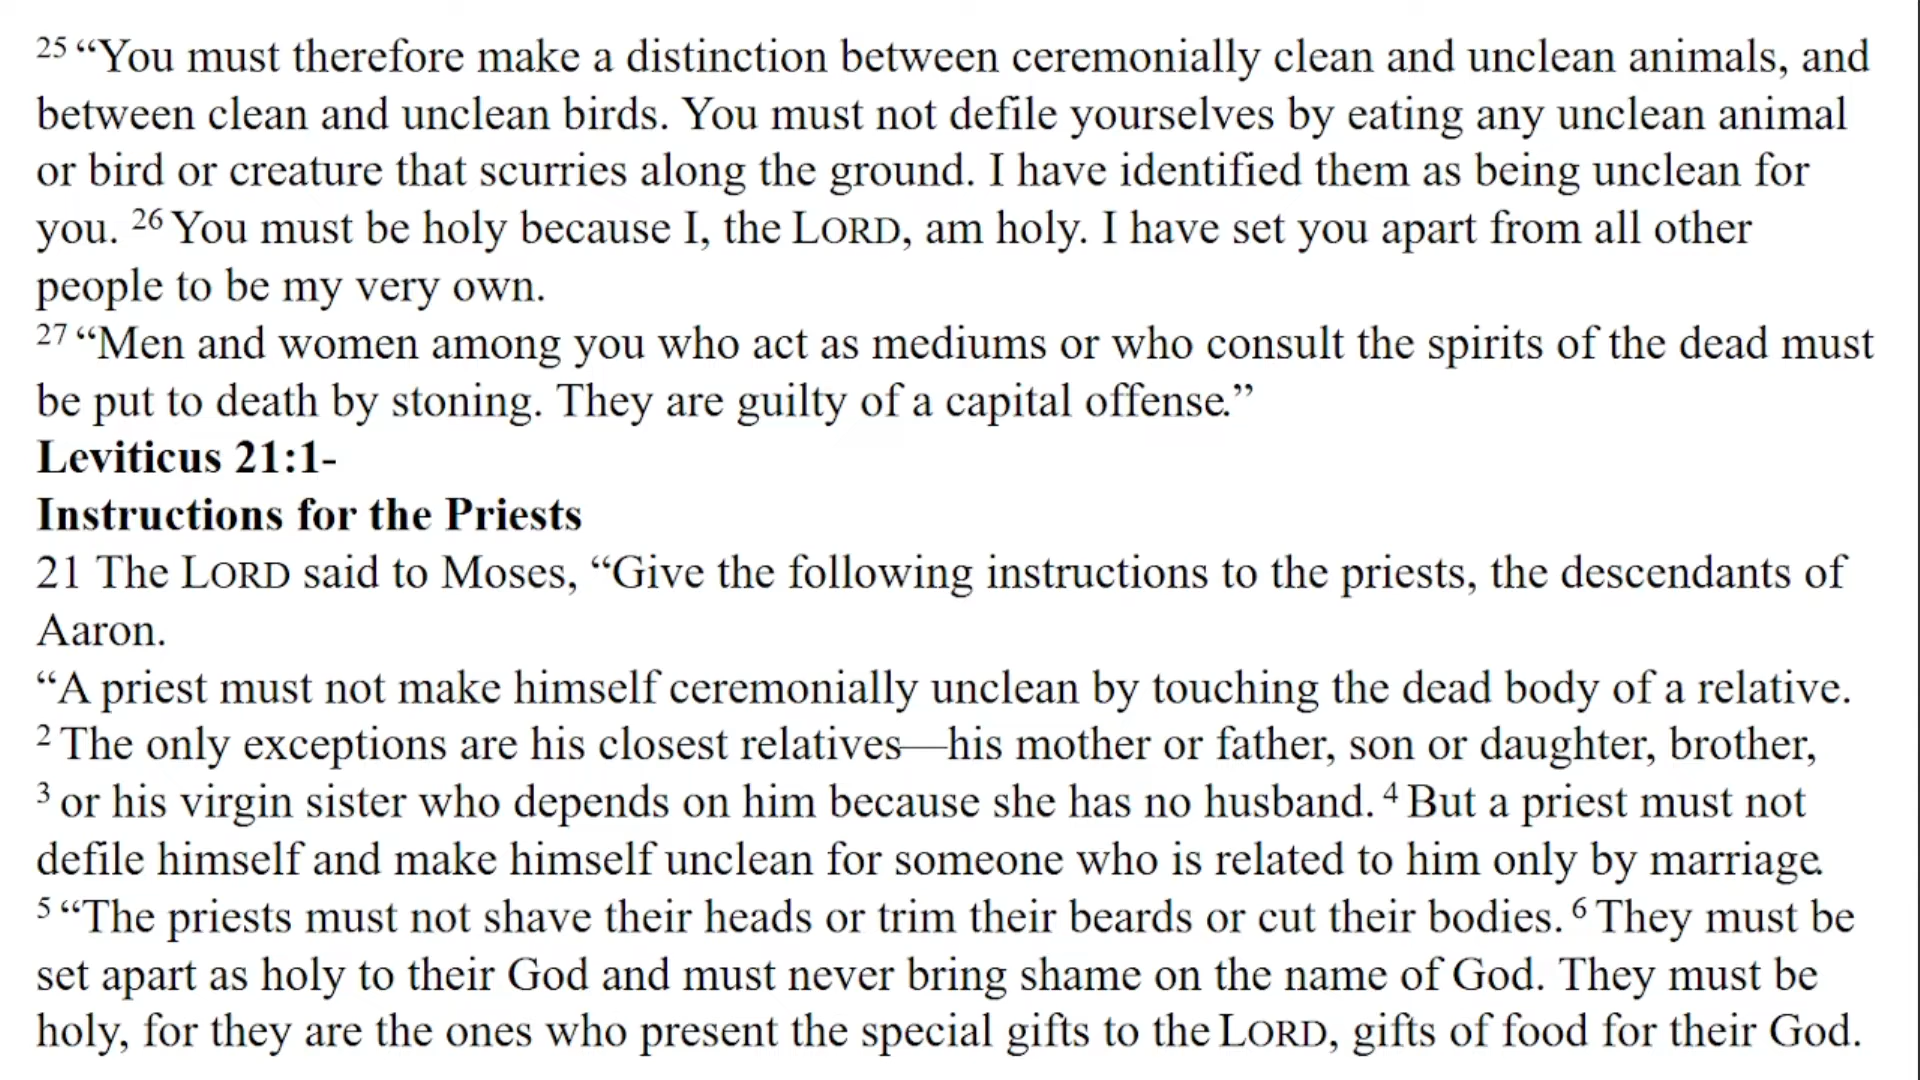 25 “You must therefore make a distinction between ceremonially clean and unclean animals, and
between clean and unclean birds. You must not defile yourselves by eating any unclean animal
or bird or creature that scurries along the ground. I have identified them as being unclean for
you. 26 You must be holy because I, the LORD, am holy. I have set you apart from all other
people to be my very own.
27 “Men and women among you who act as mediums or who consult the spirits of the dead must
be put to death by stoning. They are guilty of a capital offense.”
Leviticus 21:1-
Instructions for the Priests
21 The LORD said to Moses, “Give the following instructions to the priests, the descendants of
Aaron.
“A priest must not make himself ceremonially unclean by touching the dead body of a relative.
2 The only exceptions are his closest relatives—his mother or father, son or daughter, brother,
3 or his virgin sister who depends on him because she has no husband. 4 But a priest must not
defile himself and make himself unclean for someone who is related to him only by marriage.
5 “The priests must not shave their heads or trim their beards or cut their bodies. 6 They must be
set apart as holy to their God and must never bring shame on the name of God. They must be
holy, for they are the ones who present the special gifts to the LORD, gifts of food for their God.